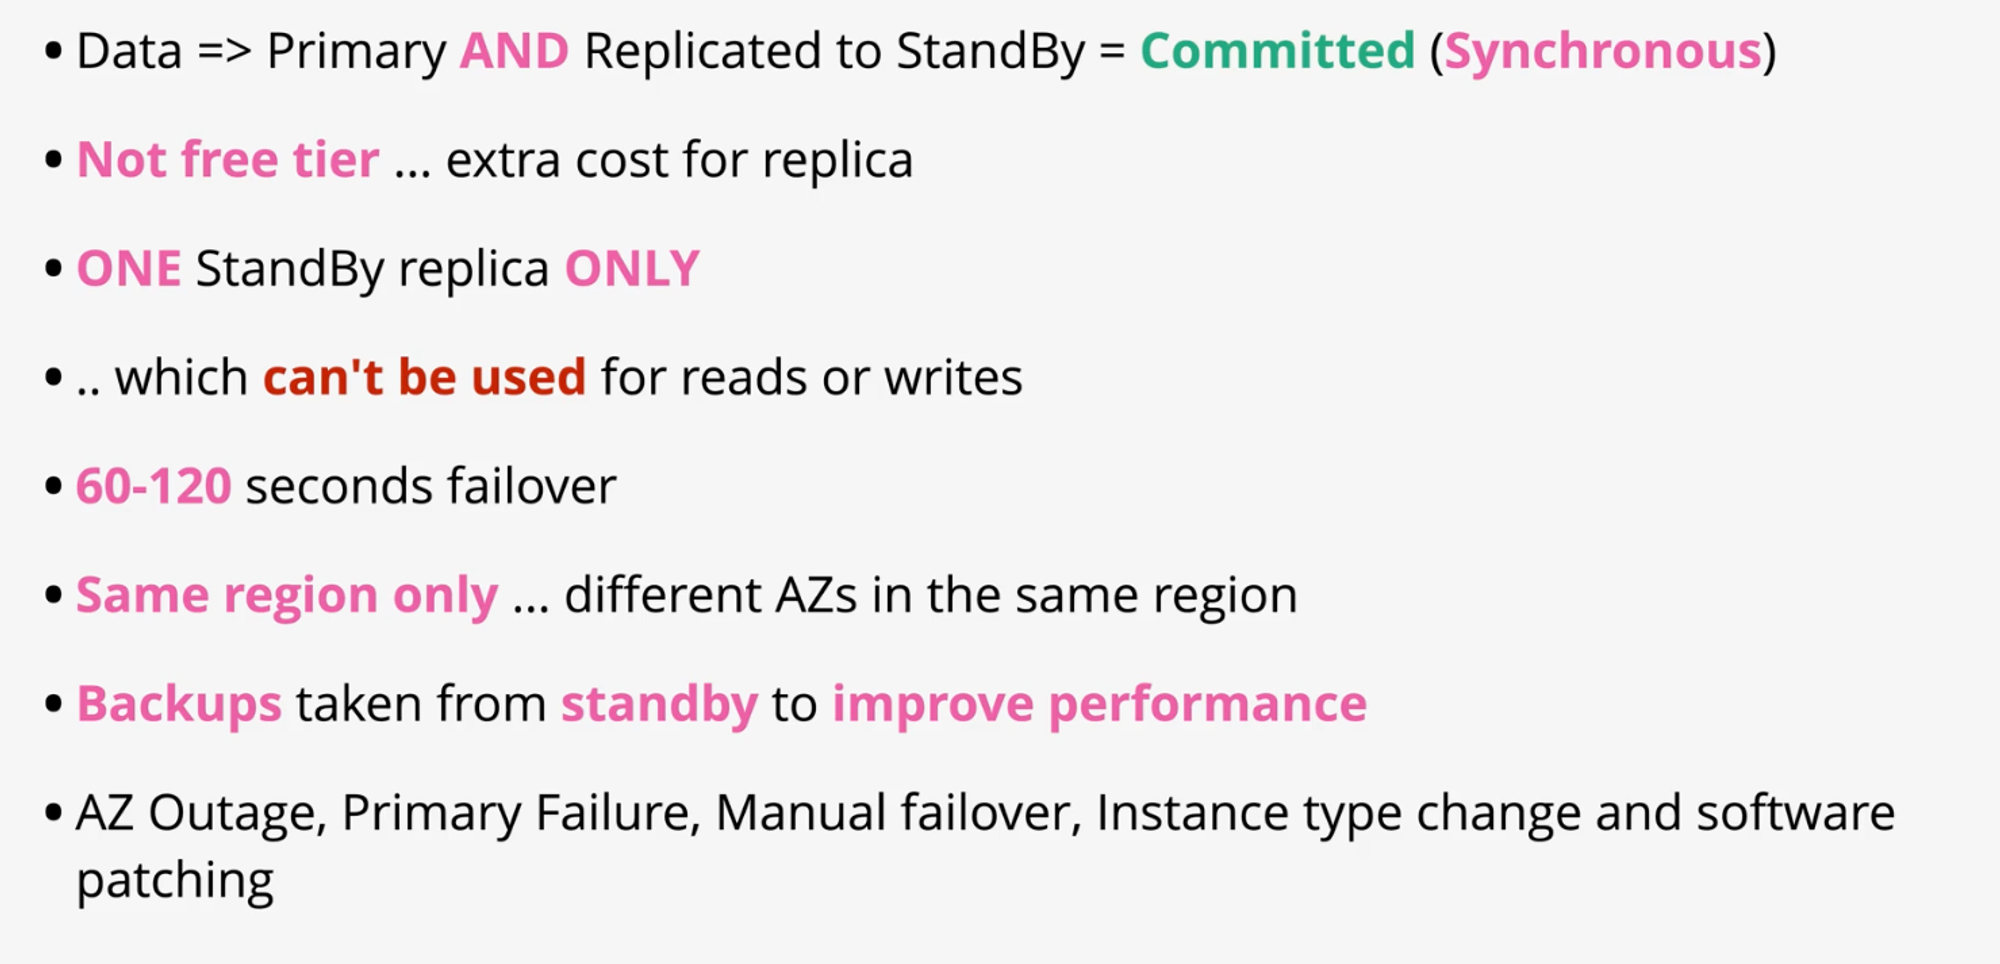 • Data => Primary AND Replicated to StandBy = Committed (Synchronous)
• Not free tier ... extra cost for replica
• ONE StandBy replica ONLY
• .. which can't be used for reads or writes
• 60-120 seconds failover
• Same region only ... different AZs in the same region
• Backups taken from standby to improve performance
• AZ Outage, Primary Failure, Manual failover, Instance type change and software
patching